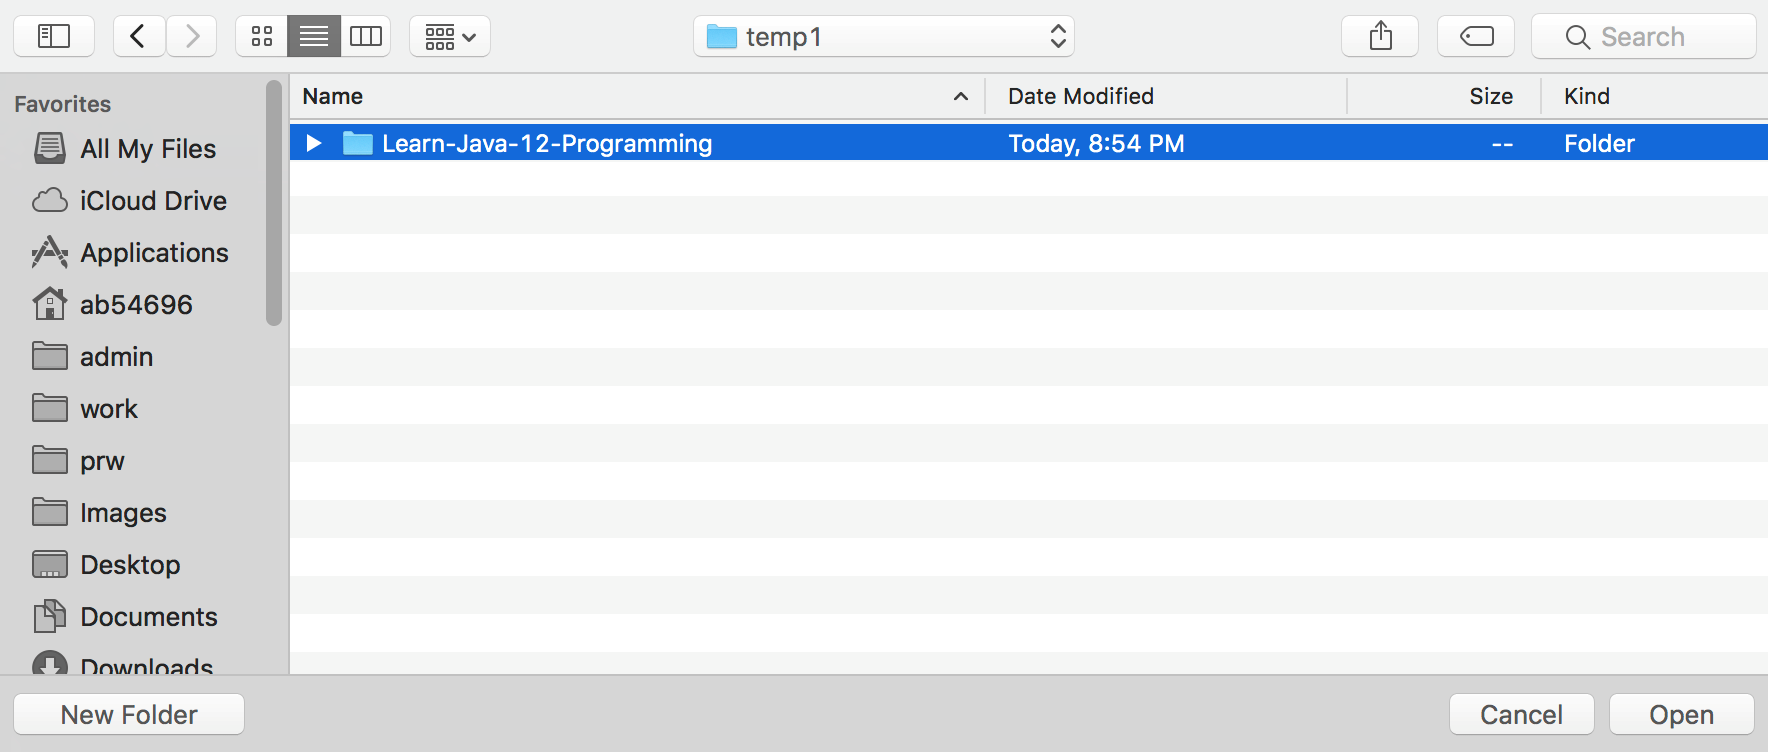 temp1
Search
Favorites
All My Files
iCloud Drive
Applications
ab54696
admin
work
prw
Images
Desktop
Documents
Downloads
Name Date Modified Size Kind
Learn-Java-12-Programming Today, 8:54 PM -- Folder
New Folder Cancel Open